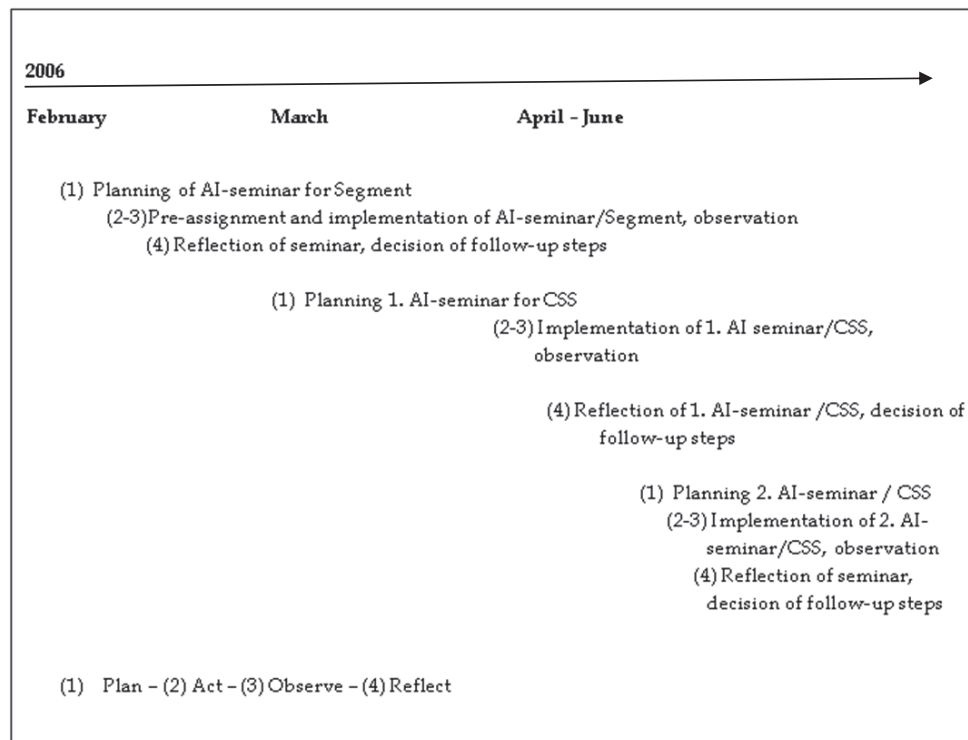 2006
February March April – June
(1) Planning of AI-seminar for Segment
(2-3)Pre-assignment and implementation of AI-seminar/Segment, observation
(4) Reflection of seminar, decision of follow-up steps
(1) Planning 1. AI-seminar for CSS
(2-3) Implementation of 1. AI seminar/CSS,
observation
(4) Reflection of 1. AI-seminar /CSS, decision of
follow-up steps
(1) Planning 2. AI-seminar / CSS
(2-3) Implementation of 2. AI-
seminar/CSS, observation
(4) Reflection of seminar,
decision of follow-up steps
(1) Plan – (2) Act – (3) Observe – (4) Reflect